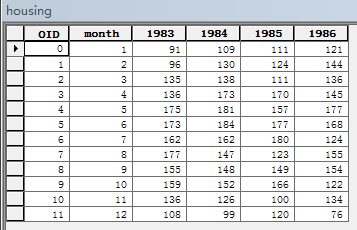 housing
OID month 1983 1984 1985 1986
0 1 91 109 111 121
1 2 96 130 124 144
2 3 135 138 111 136
3 4 136 173 170 145
4 5 175 181 157 177
5 6 173 184 177 168
6 7 162 162 180 124
7 8 177 147 123 155
8 9 155 148 149 154
9 10 159 152 166 122
10 11 136 126 100 134
11 12 108 99 120 76